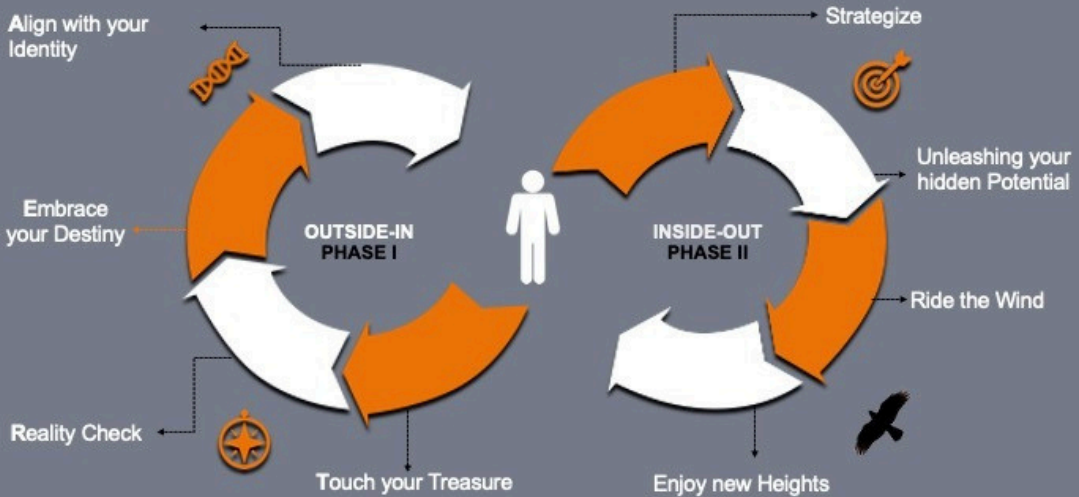 Align with your
Identity
Strategize
Unleashing your
hidden Potential
Embrace
your Destiny
OUTSIDE-IN
PHASE I
INSIDE-OUT
PHASE II
Ride the Wind
Reality Check
Touch your Treasure
Enjoy new Heights